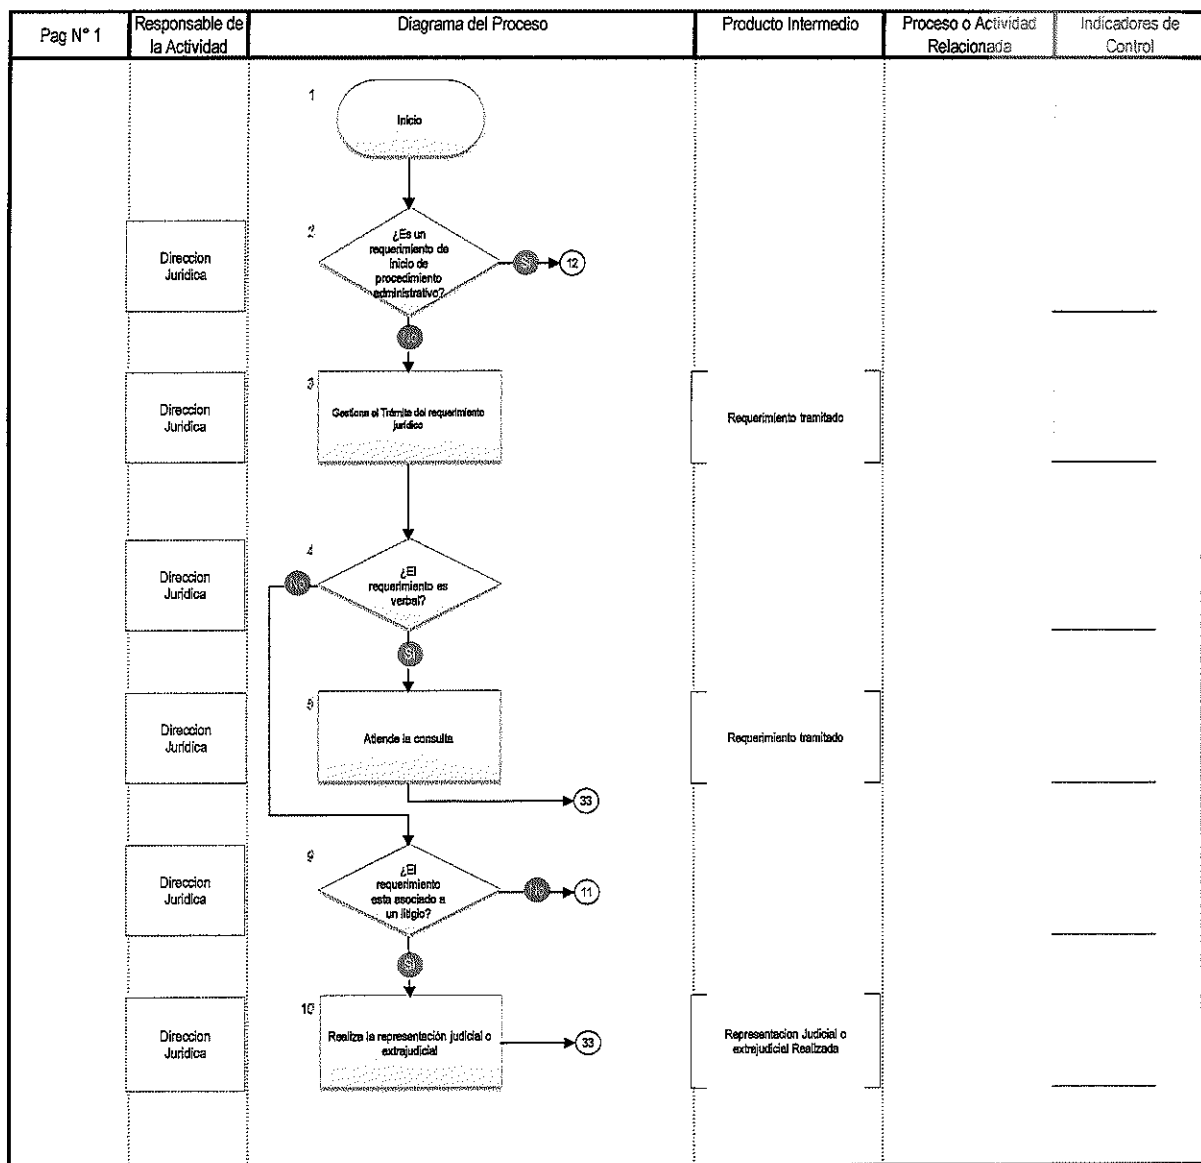 Pag N° 1
Responsable de
la Actividad
Diagrama del Proceso
Producto Intermedio
Proceso o Actividad
Relacionada
Indicadores de
Control
1
Inicio
2
Direccion
Juridica
¿Es un
requerimiento de
inicio de
procedimiento
administrativo?
Si
12
No
3
Direccion
Juridica
Gestiona el Trámite del requerimiento
jurídico
Requerimiento tramitado
4
Direccion
Juridica
¿El
requerimiento es
verbal?
No
Si
5
Direccion
Juridica
Atiende la consulta
Requerimiento tramitado
33
9
Direccion
Juridica
¿El
requerimiento
esta asociado a
un litigio?
No
11
Si
10
Direccion
Juridica
Realiza la representación judicial o
extrajudicial
33
Representacion Judicial o
extrajudicial Realizada